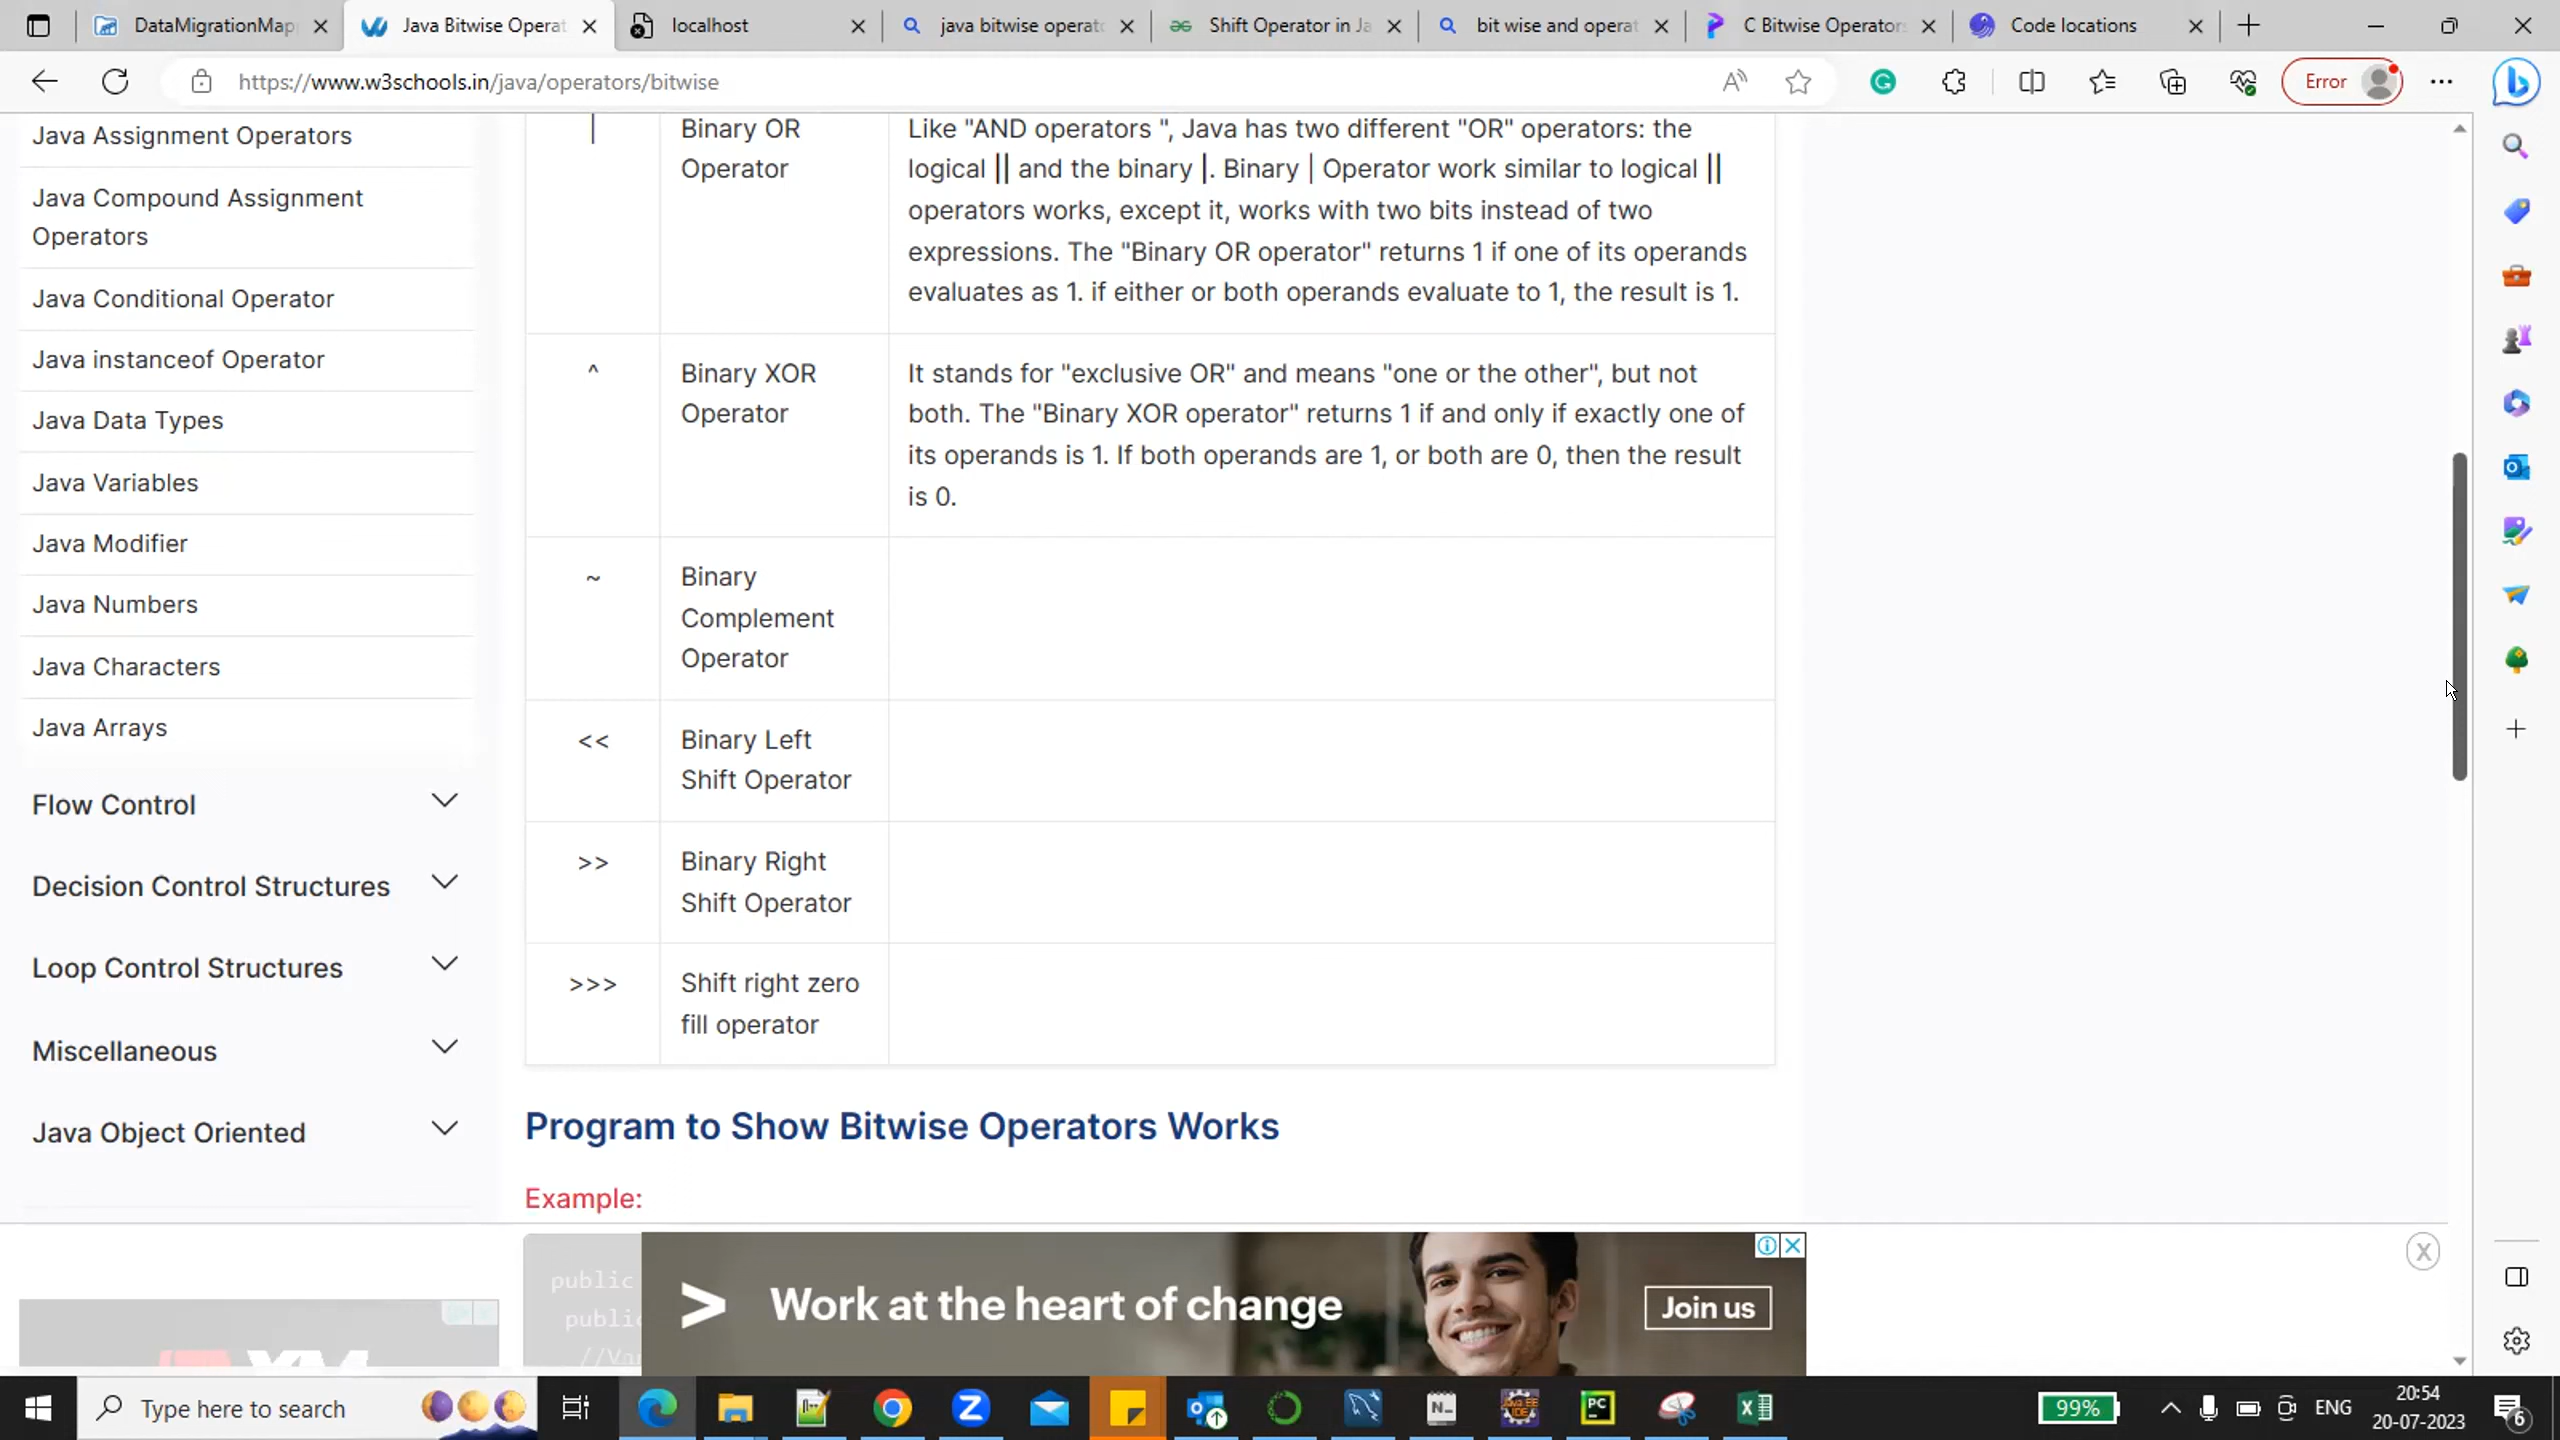 DataMigrationMap
Java Bitwise Operat
localhost
java bitwise operato
Shift Operator in Ja
bit wise and operat
C Bitwise Operators
Code locations
https://www.w3schools.in/java/operators/bitwise
Error
Java Assignment Operators
Java Compound Assignment
Operators
Java Conditional Operator
Java instanceof Operator
Java Data Types
Java Variables
Java Modifier
Java Numbers
Java Characters
Java Arrays
Flow Control
Decision Control Structures
Loop Control Structures
Miscellaneous
Java Object Oriented
|
Binary OR
Operator
Like "AND operators ", Java has two different "OR" operators: the
logical || and the binary |. Binary | Operator work similar to logical ||
operators works, except it, works with two bits instead of two
expressions. The "Binary OR operator" returns 1 if one of its operands
evaluates as 1. if either or both operands evaluate to 1, the result is 1.
^
Binary XOR
Operator
It stands for "exclusive OR" and means "one or the other", but not
both. The "Binary XOR operator" returns 1 if and only if exactly one of
its operands is 1. If both operands are 1, or both are 0, then the result
is 0.
~
Binary
Complement
Operator
<<
Binary Left
Shift Operator
>>
Binary Right
Shift Operator
>>>
Shift right zero
fill operator
Program to Show Bitwise Operators Works
Example:
public
public
> Work at the heart of change
Join us
Type here to search
99%
ENG
20:54
20-07-2023
6